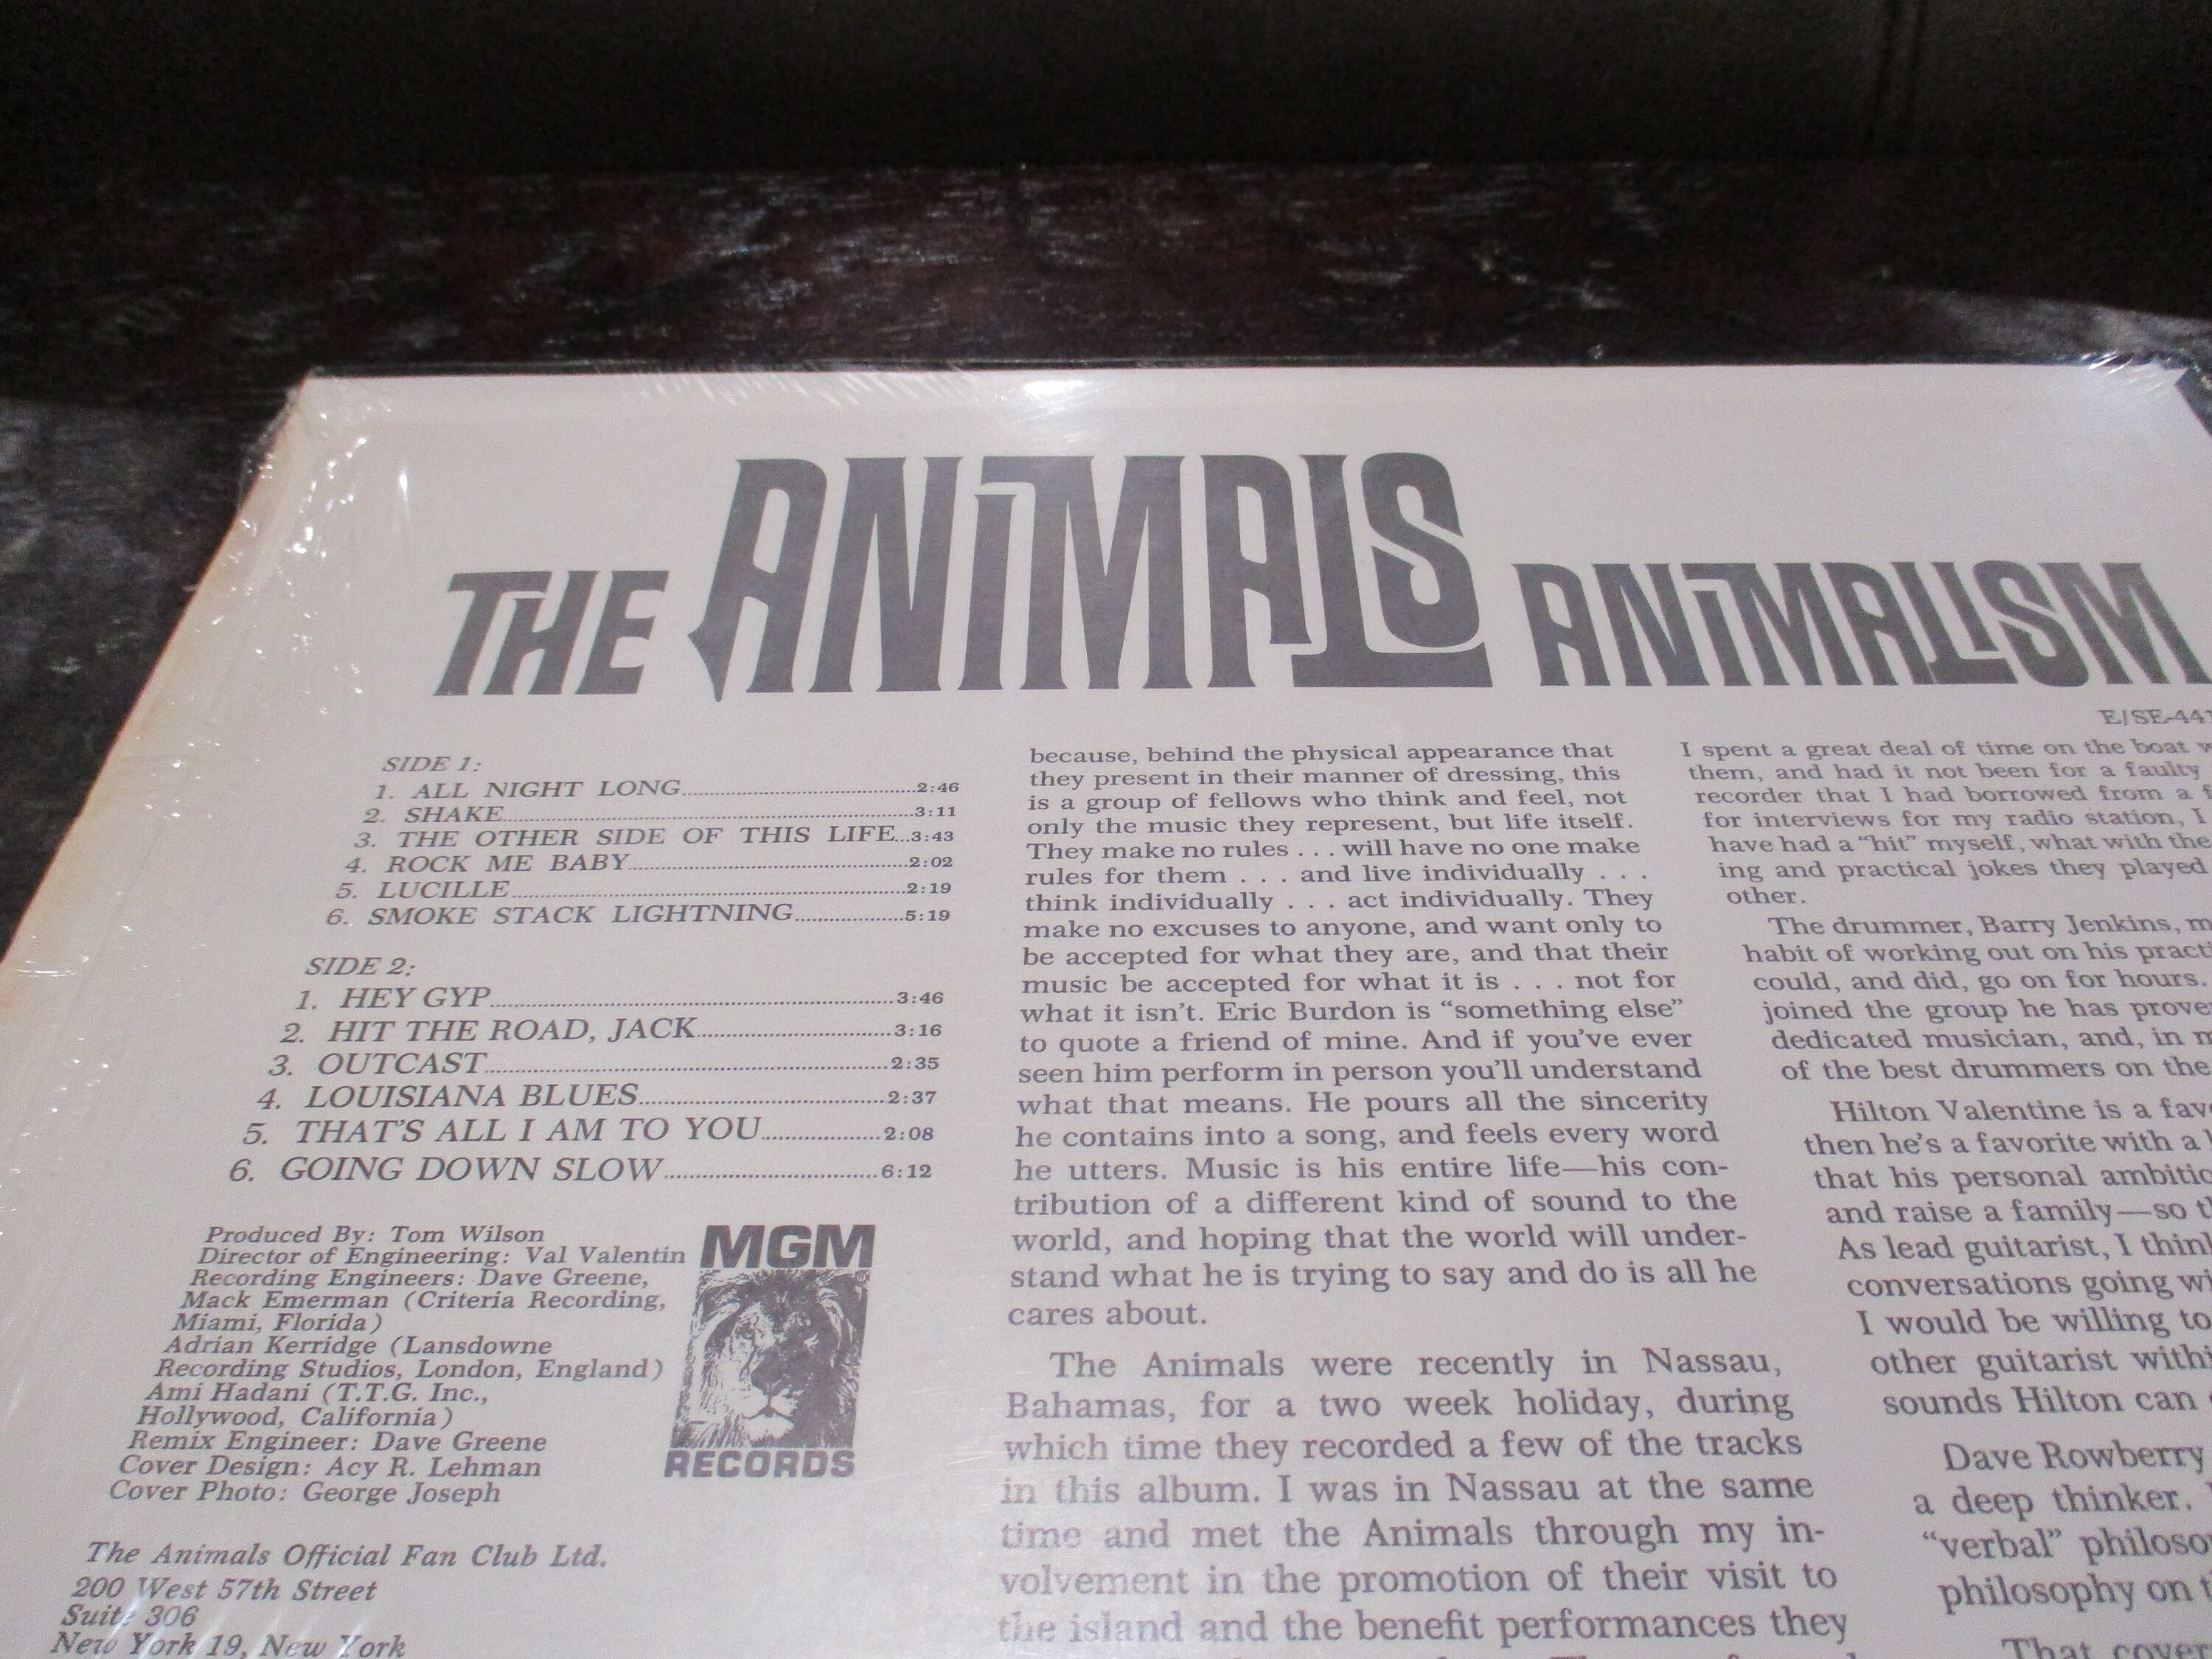 THE ANIMALS ANIMALISM
E/SE-441
SIDE 1:
1. ALL NIGHT LONG...2:46
2. SHAKE...3:11
3. THE OTHER SIDE OF THIS LIFE...3:43
4. ROCK ME BABY...2:02
5. LUCILLE...2:19
6. SMOKE STACK LIGHTNING...5:19
SIDE 2:
1. HEY GYP...3:46
2. HIT THE ROAD, JACK...3:16
3. OUTCAST...2:35
4. LOUISIANA BLUES...2:37
5. THAT'S ALL I AM TO YOU...2:08
6. GOING DOWN SLOW...6:12
Produced By: Tom Wilson
Director of Engineering: Val Valentin
Recording Engineers: Dave Greene,
Mack Emerman (Criteria Recording,
Miami, Florida)
Adrian Kerridge (Lansdowne
Recording Studios, London, England)
Ami Hadani (T.T.G. Inc.,
Hollywood, California)
Remix Engineer: Dave Greene
Cover Design: Acy R. Lehman
Cover Photo: George Joseph
MGM
RECORDS
The Animals Official Fan Club Ltd.
200 West 57th Street
Suite 306
New York 19, New York
because, behind the physical appearance that
they present in their manner of dressing, this
is a group of fellows who think and feel, not
only the music they represent, but life itself.
They make no rules . . . will have no one make
rules for them . . . and live individually . . .
think individually . . . act individually. They
make no excuses to anyone, and want only to
be accepted for what they are, and that their
music be accepted for what it is . . . not for
what it isn't. Eric Burdon is "something else"
to quote a friend of mine. And if you've ever
seen him perform in person you'll understand
what that means. He pours all the sincerity
he contains into a song, and feels every word
he utters. Music is his entire life—his con-
tribution of a different kind of sound to the
world, and hoping that the world will under-
stand what he is trying to say and do is all he
cares about.
The Animals were recently in Nassau,
Bahamas, for a two week holiday, during
which time they recorded a few of the tracks
in this album. I was in Nassau at the same
time and met the Animals through my in-
volvement in the promotion of their visit to
the island and the benefit performances they
I spent a great deal of time on the boat
them, and had it not been for a faulty
recorder that I had borrowed from a
for interviews for my radio station, I
have had a "hit" myself, what with the
ing and practical jokes they played
other.
The drummer, Barry Jenkins,
habit of working out on his
could, and did, go on for hours.
joined the group he has
dedicated musician, and, in
of the best drummers on the
Hilton Valentine is a
then he's a favorite with a
that his personal
and raise a family—so
As lead guitarist, I
conversations going
I would be willing to
other guitarist
sounds Hilton can
Dave Rowberry
a deep thinker.
"verbal"
philosophy on
That